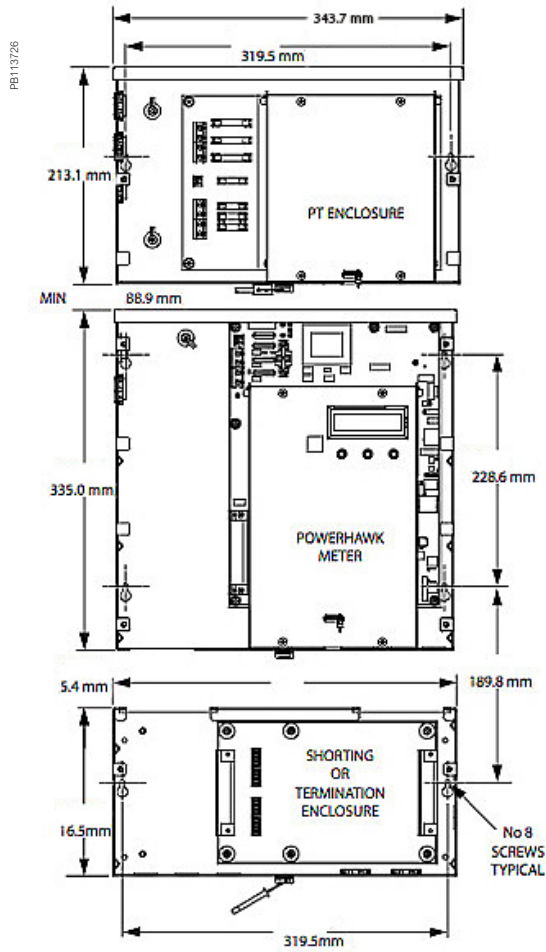 PB113726
343.7 mm
319.5 mm
213.1 mm
PT ENCLOSURE
MIN 88.9 mm
335.0 mm
228.6 mm
POWERHAWK
METER
5.4 mm
189.8 mm
SHORTING
OR
TERMINATION
ENCLOSURE
16.5mm
No 8
SCREWS
TYPICAL
319.5mm